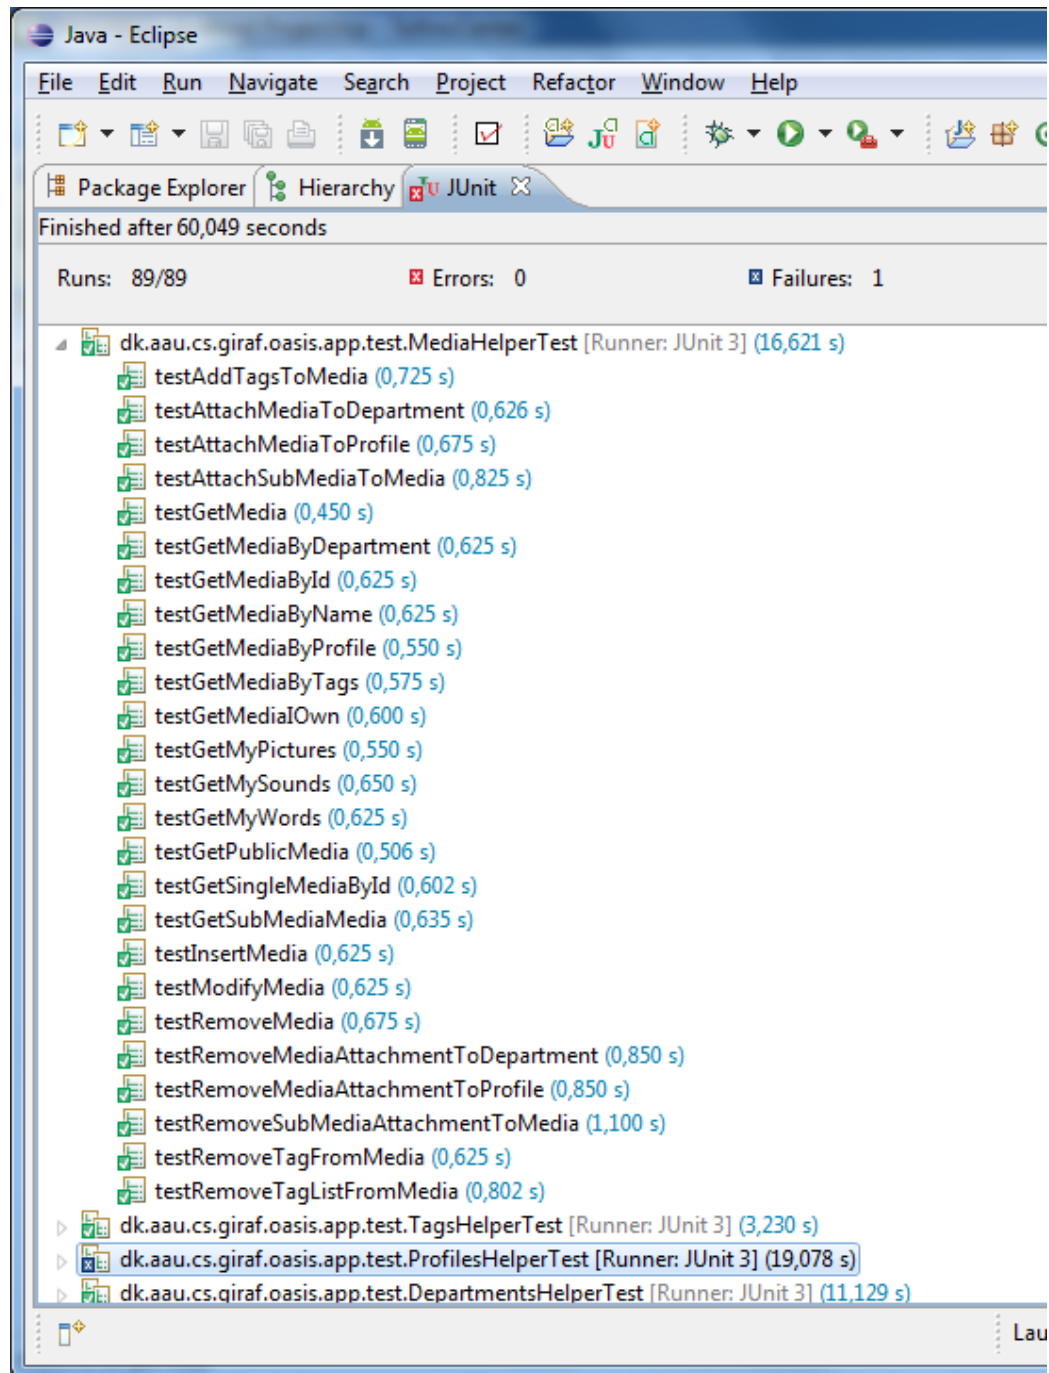 Java - Eclipse
File Edit Run Navigate Search Project Refactor Window Help
Package Explorer Hierarchy JUnit
Finished after 60,049 seconds
Runs: 89/89 Errors: 0 Failures: 1
dk.aau.cs.giraf.oasis.app.test.MediaHelperTest [Runner: JUnit 3] (16,621 s)
testAddTagsToMedia (0,725 s)
testAttachMediaToDepartment (0,626 s)
testAttachMediaToProfile (0,675 s)
testAttachSubMediaToMedia (0,825 s)
testGetMedia (0,450 s)
testGetMediaByDepartment (0,625 s)
testGetMediaById (0,625 s)
testGetMediaByName (0,625 s)
testGetMediaByProfile (0,550 s)
testGetMediaByTags (0,575 s)
testGetMediaIOwn (0,600 s)
testGetMyPictures (0,550 s)
testGetMySounds (0,650 s)
testGetMyWords (0,625 s)
testGetPublicMedia (0,506 s)
testGetSingleMediaById (0,602 s)
testGetSubMediaMedia (0,635 s)
testInsertMedia (0,625 s)
testModifyMedia (0,625 s)
testRemoveMedia (0,675 s)
testRemoveMediaAttachmentToDepartment (0,850 s)
testRemoveMediaAttachmentToProfile (0,850 s)
testRemoveSubMediaAttachmentToMedia (1,100 s)
testRemoveTagFromMedia (0,625 s)
testRemoveTagListFromMedia (0,802 s)
dk.aau.cs.giraf.oasis.app.test.TagsHelperTest [Runner: JUnit 3] (3,230 s)
dk.aau.cs.giraf.oasis.app.test.ProfilesHelperTest [Runner: JUnit 3] (19,078 s)
dk.aau.cs.giraf.oasis.app.test.DepartmentsHelperTest [Runner: JUnit 3] (11,129 s)
Lau